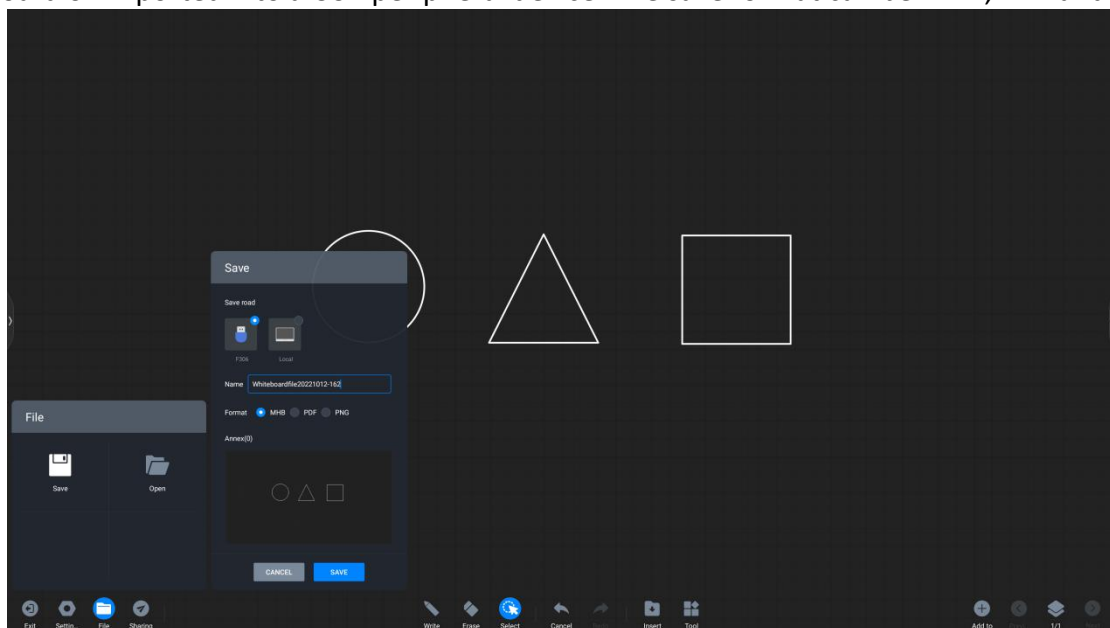 Save
Save road
F306
Local
Name Whiteboardfile20221012-162
Format MHB PDF PNG
Annex(0)
File
Save
Open
CANCEL SAVE
Exit Settin.. File Sharing Write Erase Select Cancel Insert Tool Add to 1/1